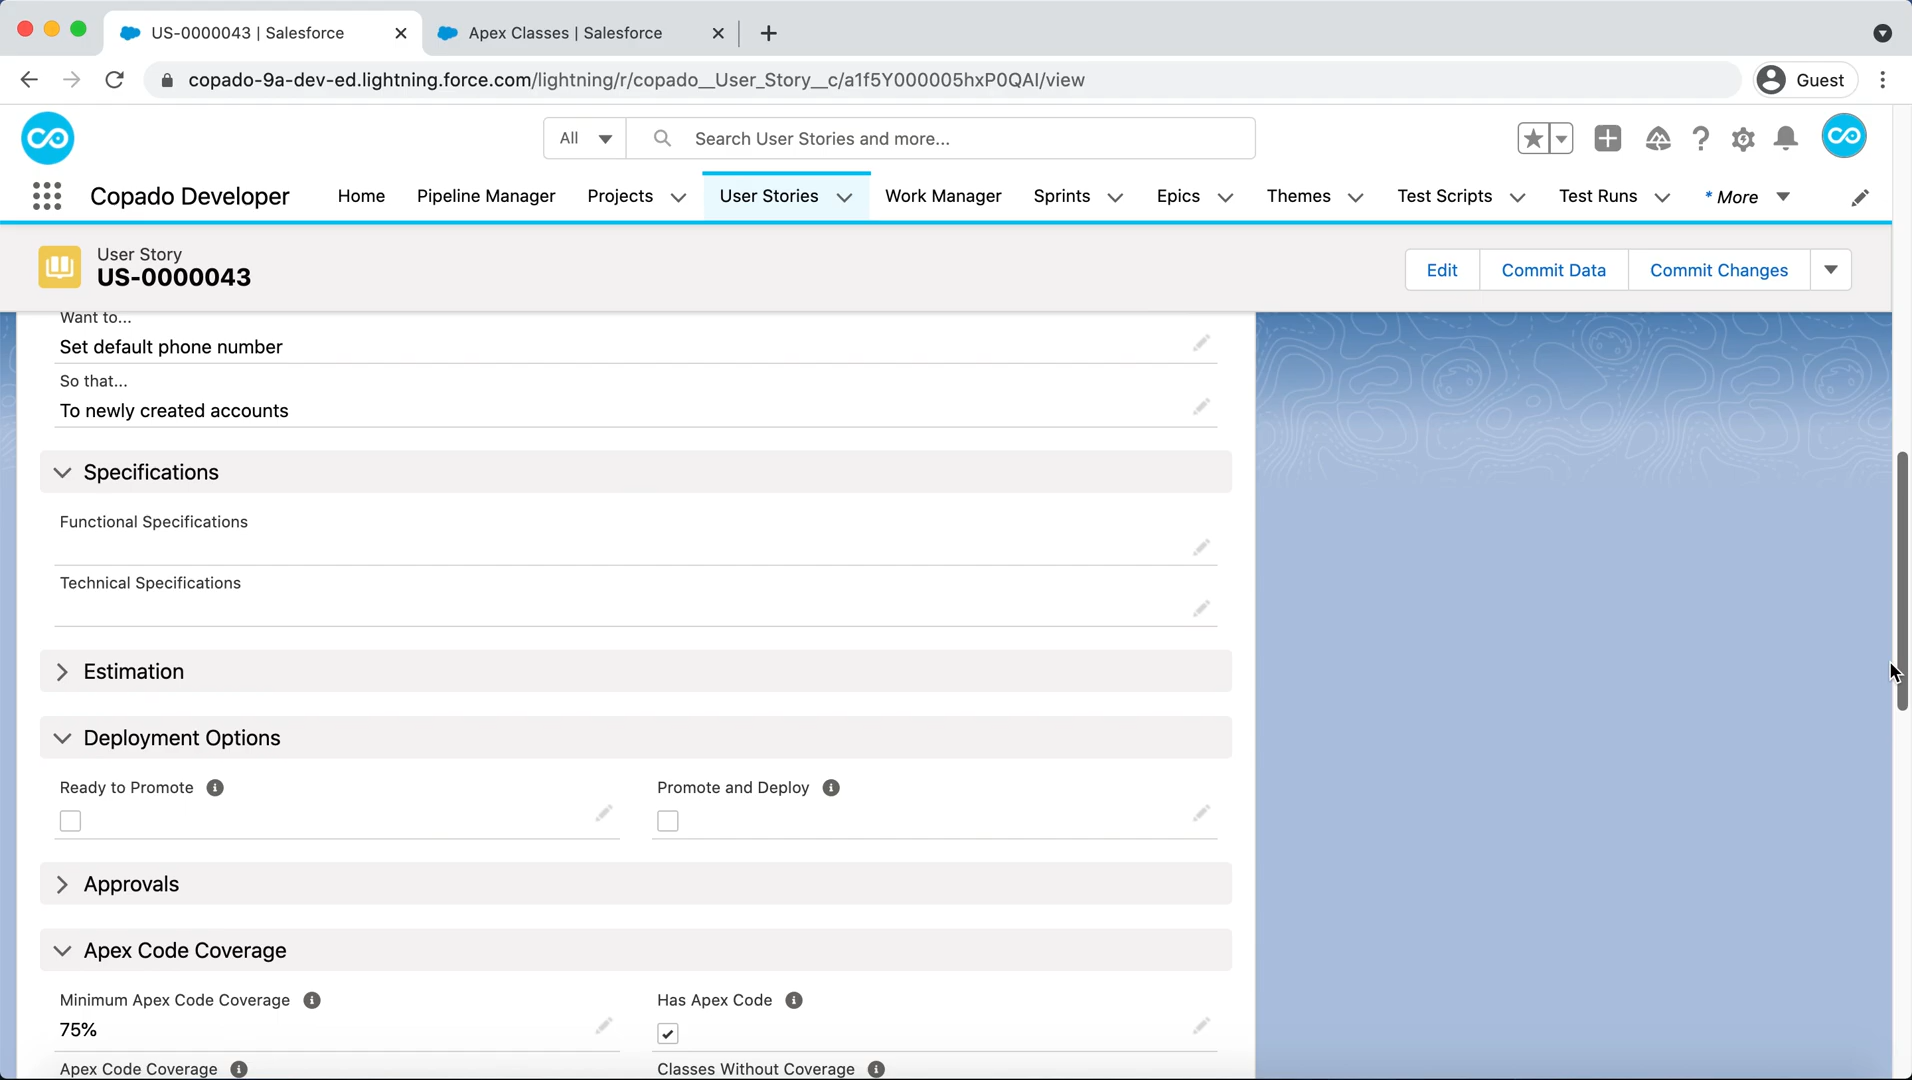 US-0000043 | Salesforce
Apex Classes | Salesforce
copado-9a-dev-ed.lightning.force.com/lightning/r/copado__User_Story__c/a1f5Y000005hxP0QAI/view
Guest
All
Search User Stories and more...
Copado Developer
Home
Pipeline Manager
Projects
User Stories
Work Manager
Sprints
Epics
Themes
Test Scripts
Test Runs
* More
User Story
US-0000043
Edit
Commit Data
Commit Changes
Want to...
Set default phone number
So that...
To newly created accounts
Specifications
Functional Specifications
Technical Specifications
Estimation
Deployment Options
Ready to Promote
Promote and Deploy
Approvals
Apex Code Coverage
Minimum Apex Code Coverage
Has Apex Code
75%
Apex Code Coverage
Classes Without Coverage